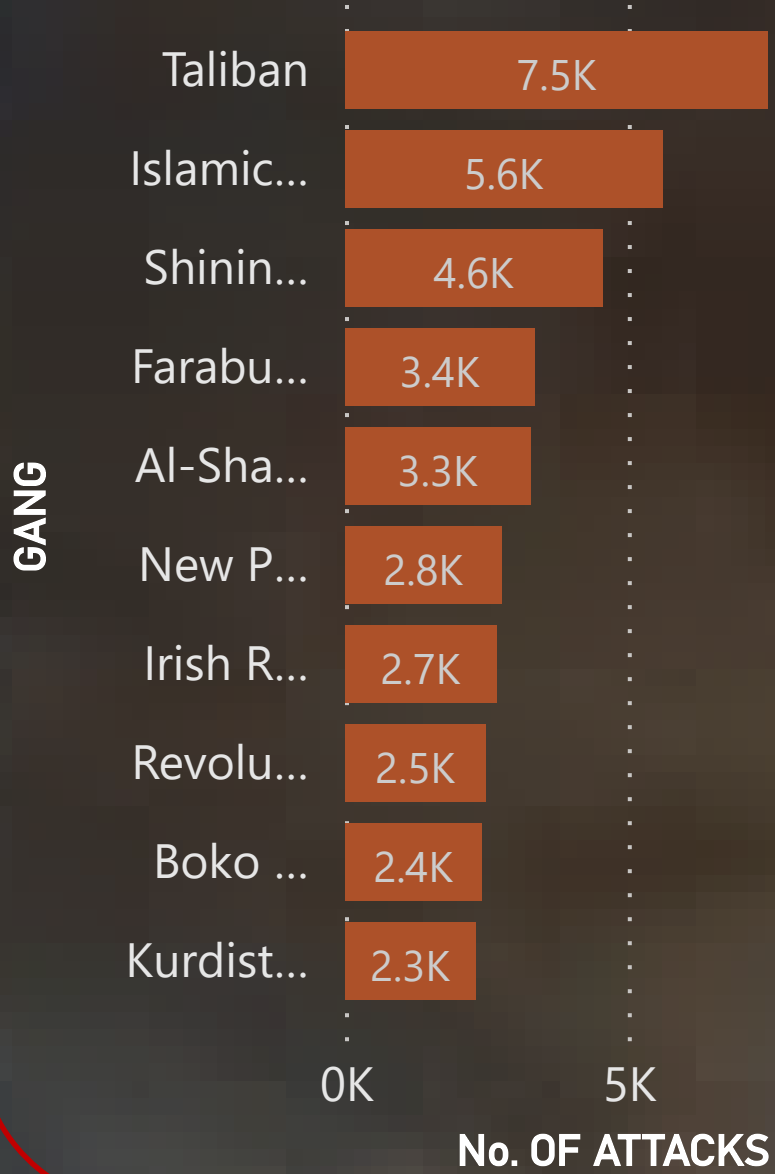 GANG
Taliban 7.5K
Islamic... 5.6K
Shinin... 4.6K
Farabu... 3.4K
Al-Sha... 3.3K
New P... 2.8K
Irish R... 2.7K
Revolu... 2.5K
Boko ... 2.4K
Kurdist... 2.3K
0K 5K
No. OF ATTACKS